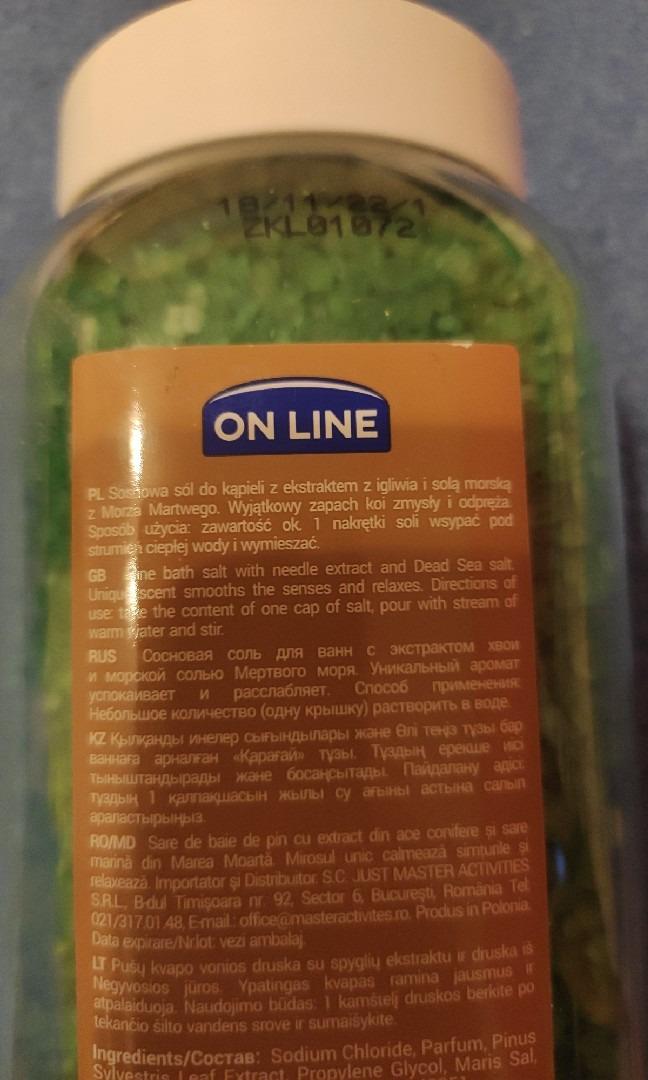 18/11/22/1
ZKL01072
ON LINE
PL Sosnowa sól do kąpieli z ekstraktem z igliwia i solą morską
z Morza Martwego. Wyjątkowy zapach koi zmysły i odpręża.
Sposób użycia: zawartość ok. 1 nakrętki soli wsypać pod
strumień ciepłej wody i wymieszać.
GB Pine bath salt with needle extract and Dead Sea salt.
Unique scent smooths the senses and relaxes. Directions of
use: take the content of one cap of salt, pour with stream of
warm water and stir.
RUS Сосновая соль для ванн с экстрактом хвои
и морской солью Мертвого моря. Уникальный аромат
успокаивает и расслабляет. Способ применения:
Небольшое количество (одну крышку) растворить в воде.
KZ Қылқанды инелер сығындылары және Өлі теңіз тұзы бар
ваннаға арналған «Қарағай» тұзы. Тұздың ерекше иісі
тыныштандырады және босаңсытады. Пайдалану әдісі:
тұздың 1 қалпақшасын жылы су ағыны астына салып
араластырыңыз.
RO/MD Sare de baie de pin cu extract din ace conifere și sare
marină din Marea Moartă. Mirosul unic calmează simțurile și
relaxează. Importator și Distribuitor: S.C. JUST MASTER ACTIVITIES
S.R.L., B-dul Timișoara nr. 92, Sector 6, București, România Tel:
021/317.01.48, E-mail.: office@masteractivites.ro. Produs in Polonia.
Data expirare/Nr.lot: vezi ambalaj.
LT Pušų kvapo vonios druska su spyglių ekstraktu ir druska iš
Negyvosios jūros. Ypatingas kvapas ramina jausmus ir
atpalaiduoja. Naudojimo būdas: 1 kamštelį druskos berkite po
tekančio šilto vandens srove ir sumaišykite.
Ingredients/Состав: Sodium Chloride, Parfum, Pinus
Sylvestris Leaf Extract, Propylene Glycol, Maris Sal,